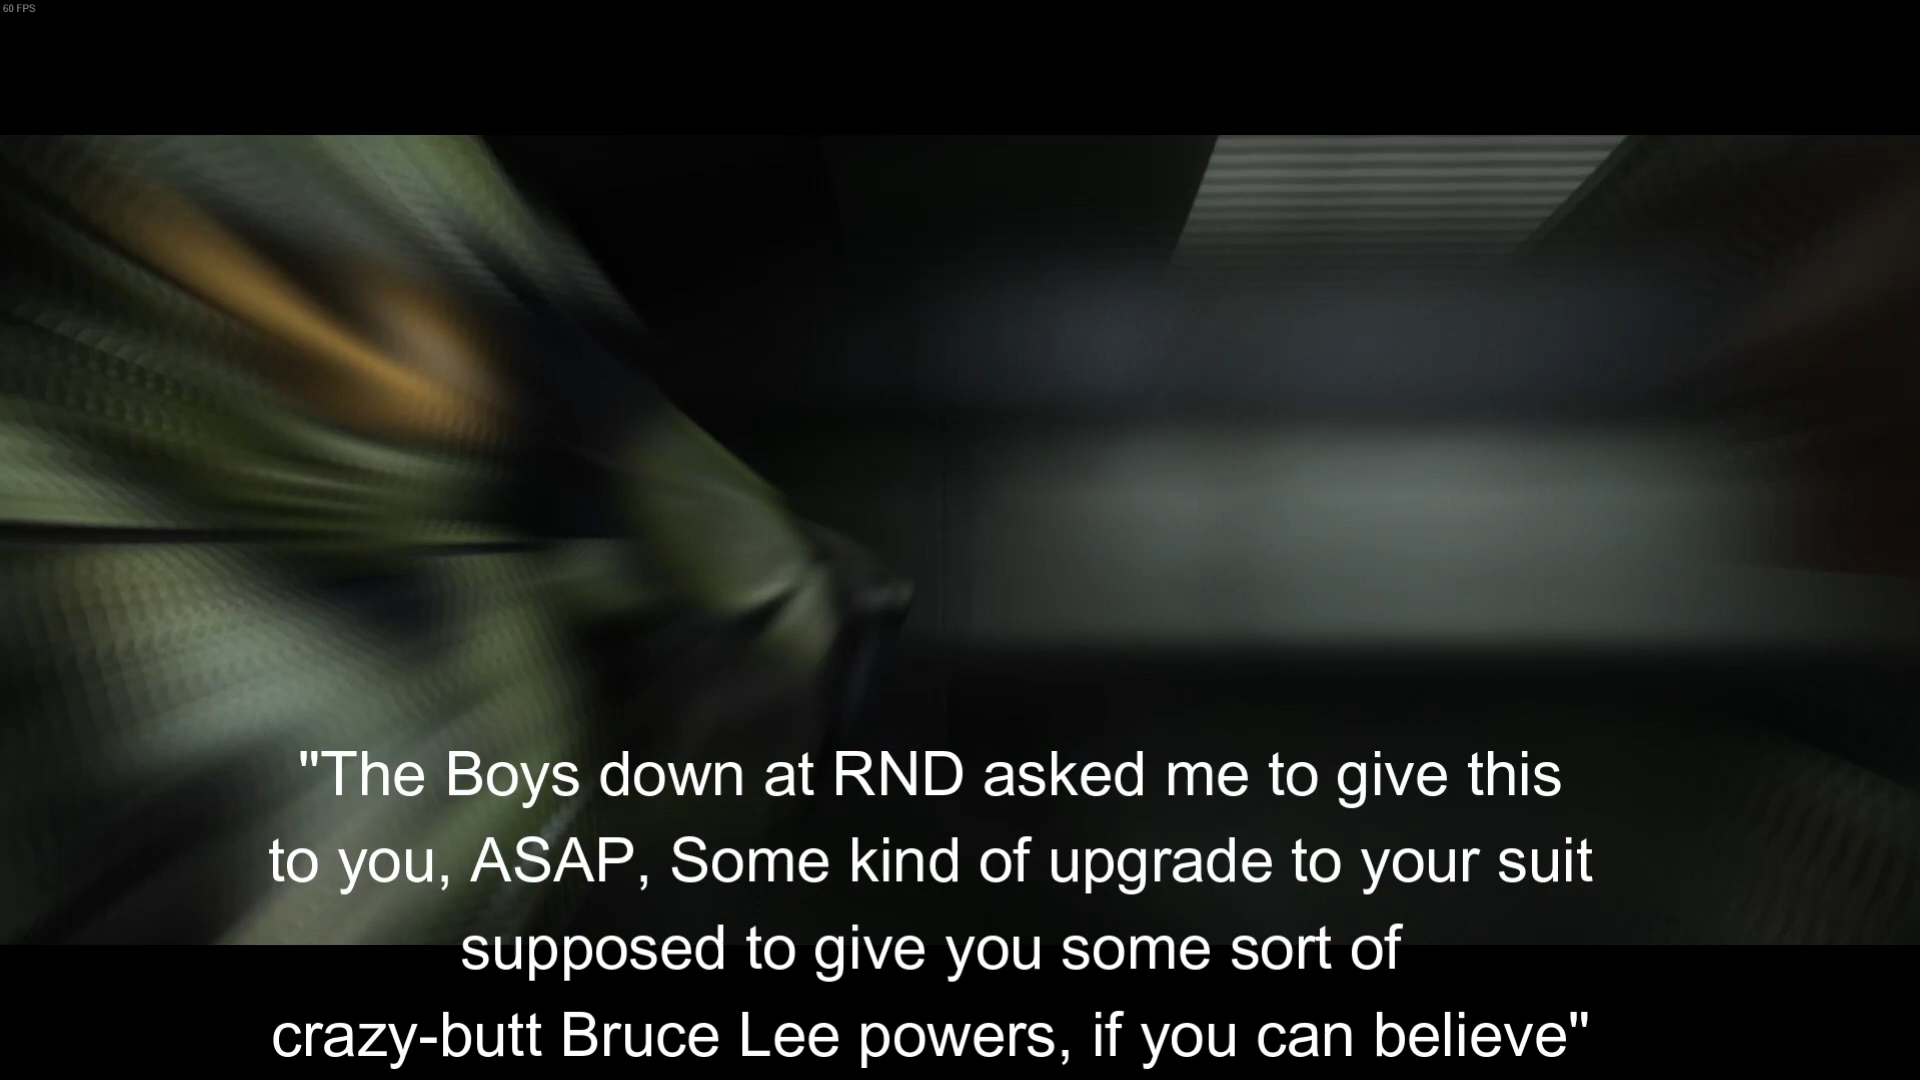 60 FPS
"The Boys down at RND asked me to give this
to you, ASAP, Some kind of upgrade to your suit
supposed to give you some sort of
crazy-butt Bruce Lee powers, if you can believe"